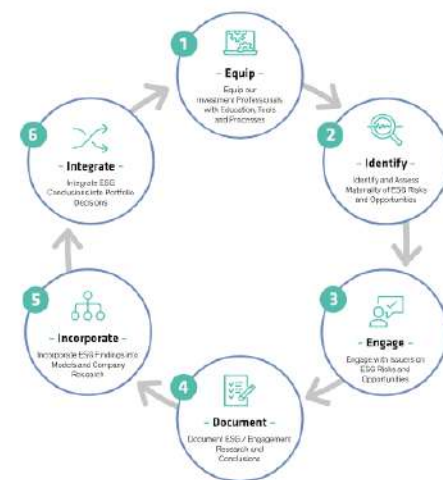 1
- Equip -
Equip our
Investment Professionals
with Education, Tools
and Processes
2
- Identify -
Identify and Assess
Materiality of ESG Risks
and Opportunities
3
- Engage -
Engage with Issuers on
ESG Risks and
Opportunities
4
- Document -
Document ESG / Engagement
Research and
Conclusions
5
- Incorporate -
Incorporate ESG Findings into
Models and Company
Research
6
- Integrate -
Integrate ESG
Conclusions into Portfolio
Decisions